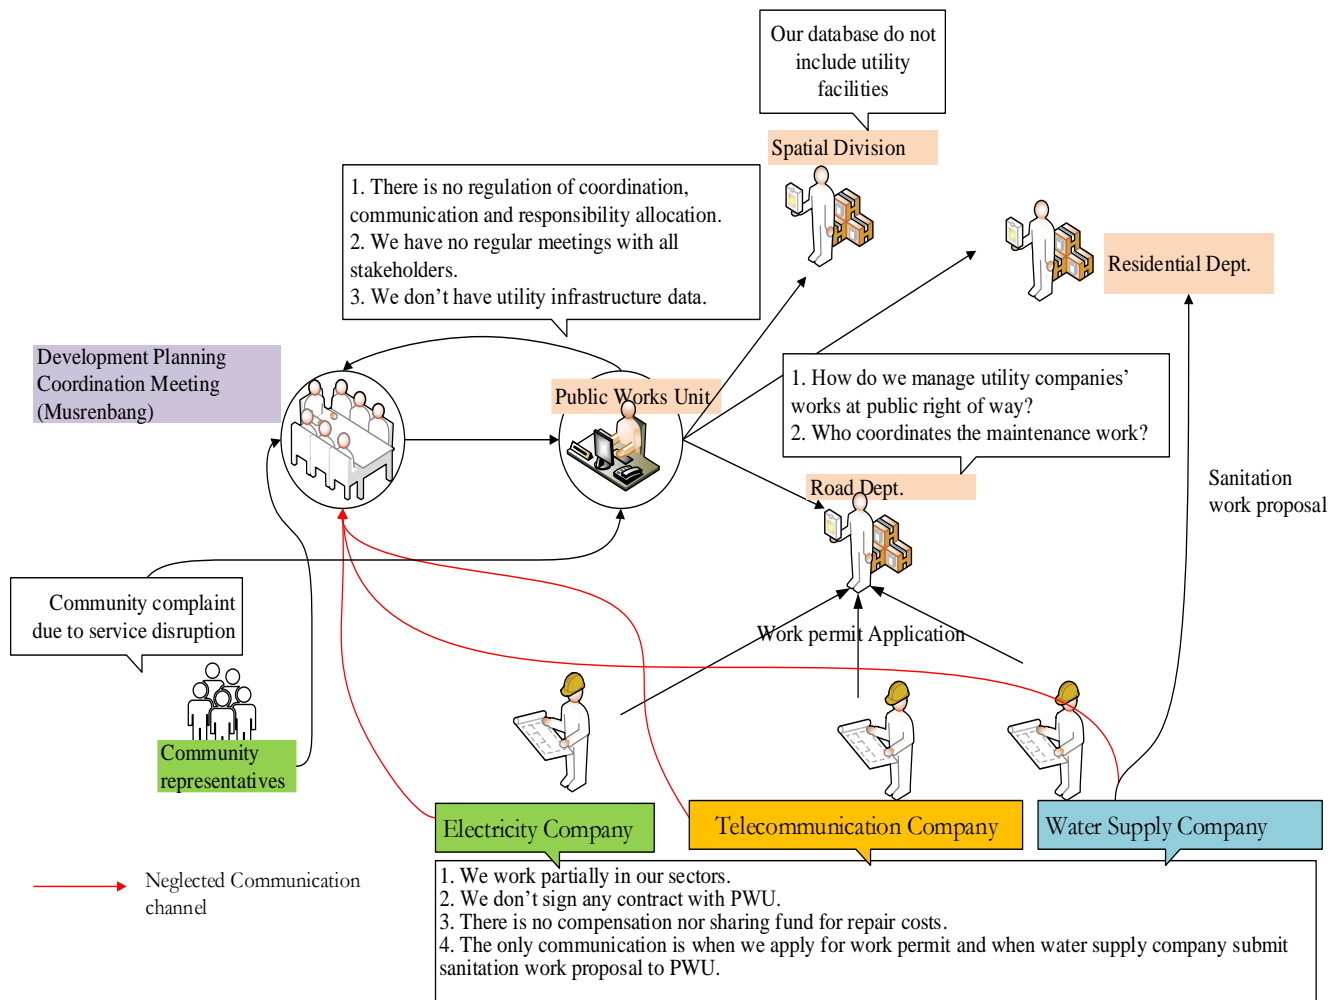 Our database do not
include utility
facilities
Spatial Division
1. There is no regulation of coordination,
communication and responsibility allocation.
2. We have no regular meetings with all
stakeholders.
3. We don’t have utility infrastructure data.
Residential Dept.
Development Planning
Coordination Meeting
(Musrenbang)
Public Works Unit
1. How do we manage utility companies’
works at public right of way?
2. Who coordinates the maintenance work?
Road Dept.
Sanitation
work proposal
Community complaint
due to service disruption
Work permit Application
Community
representatives
Electricity Company
Telecommunication Company
Water Supply Company
Neglected Communication
channel
1. We work partially in our sectors.
2. We don’t sign any contract with PWU.
3. There is no compensation nor sharing fund for repair costs.
4. The only communication is when we apply for work permit and when water supply company submit
sanitation work proposal to PWU.